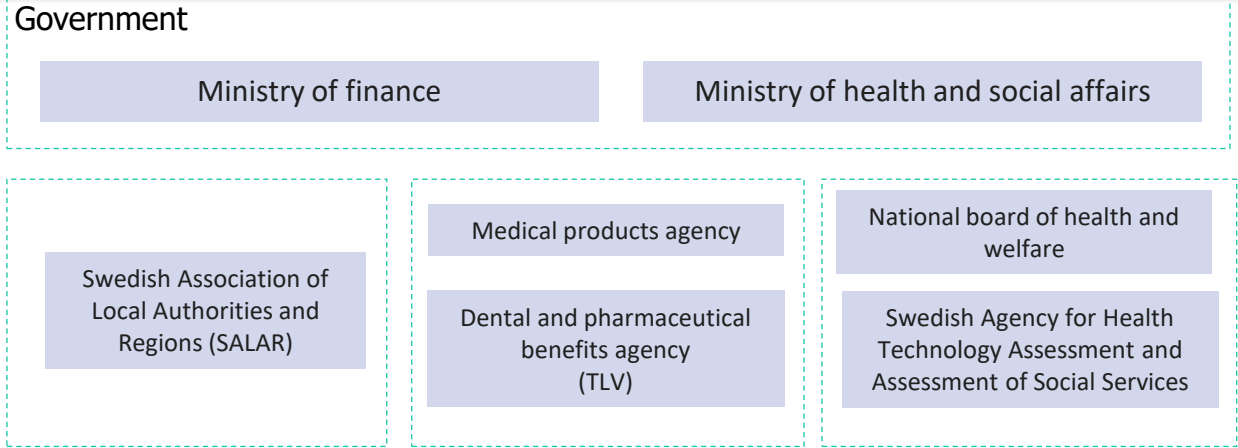 Government
Ministry of finance
Ministry of health and social affairs
Swedish Association of
Local Authorities and
Regions (SALAR)
Medical products agency
Dental and pharmaceutical
benefits agency
(TLV)
National board of health and
welfare
Swedish Agency for Health
Technology Assessment and
Assessment of Social Services